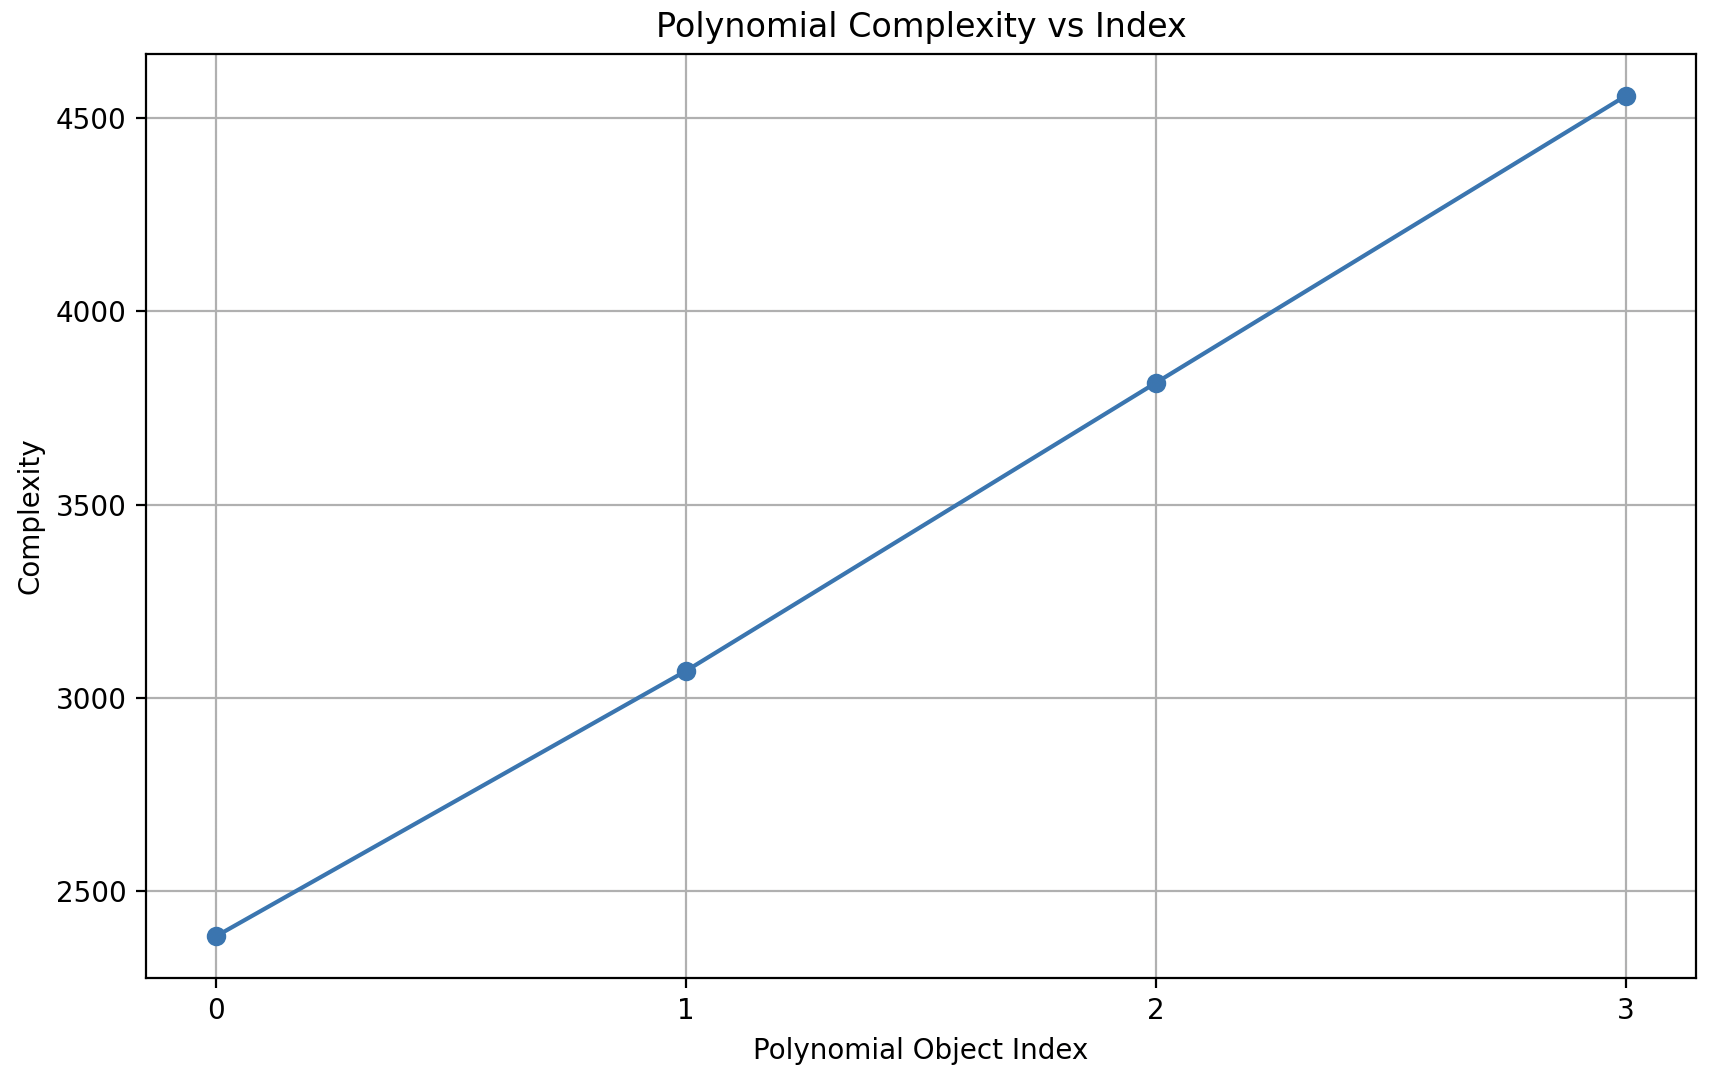 Polynomial Complexity vs Index
4500
4000
3500
3000
2500
Complexity
0 1 2 3
Polynomial Object Index